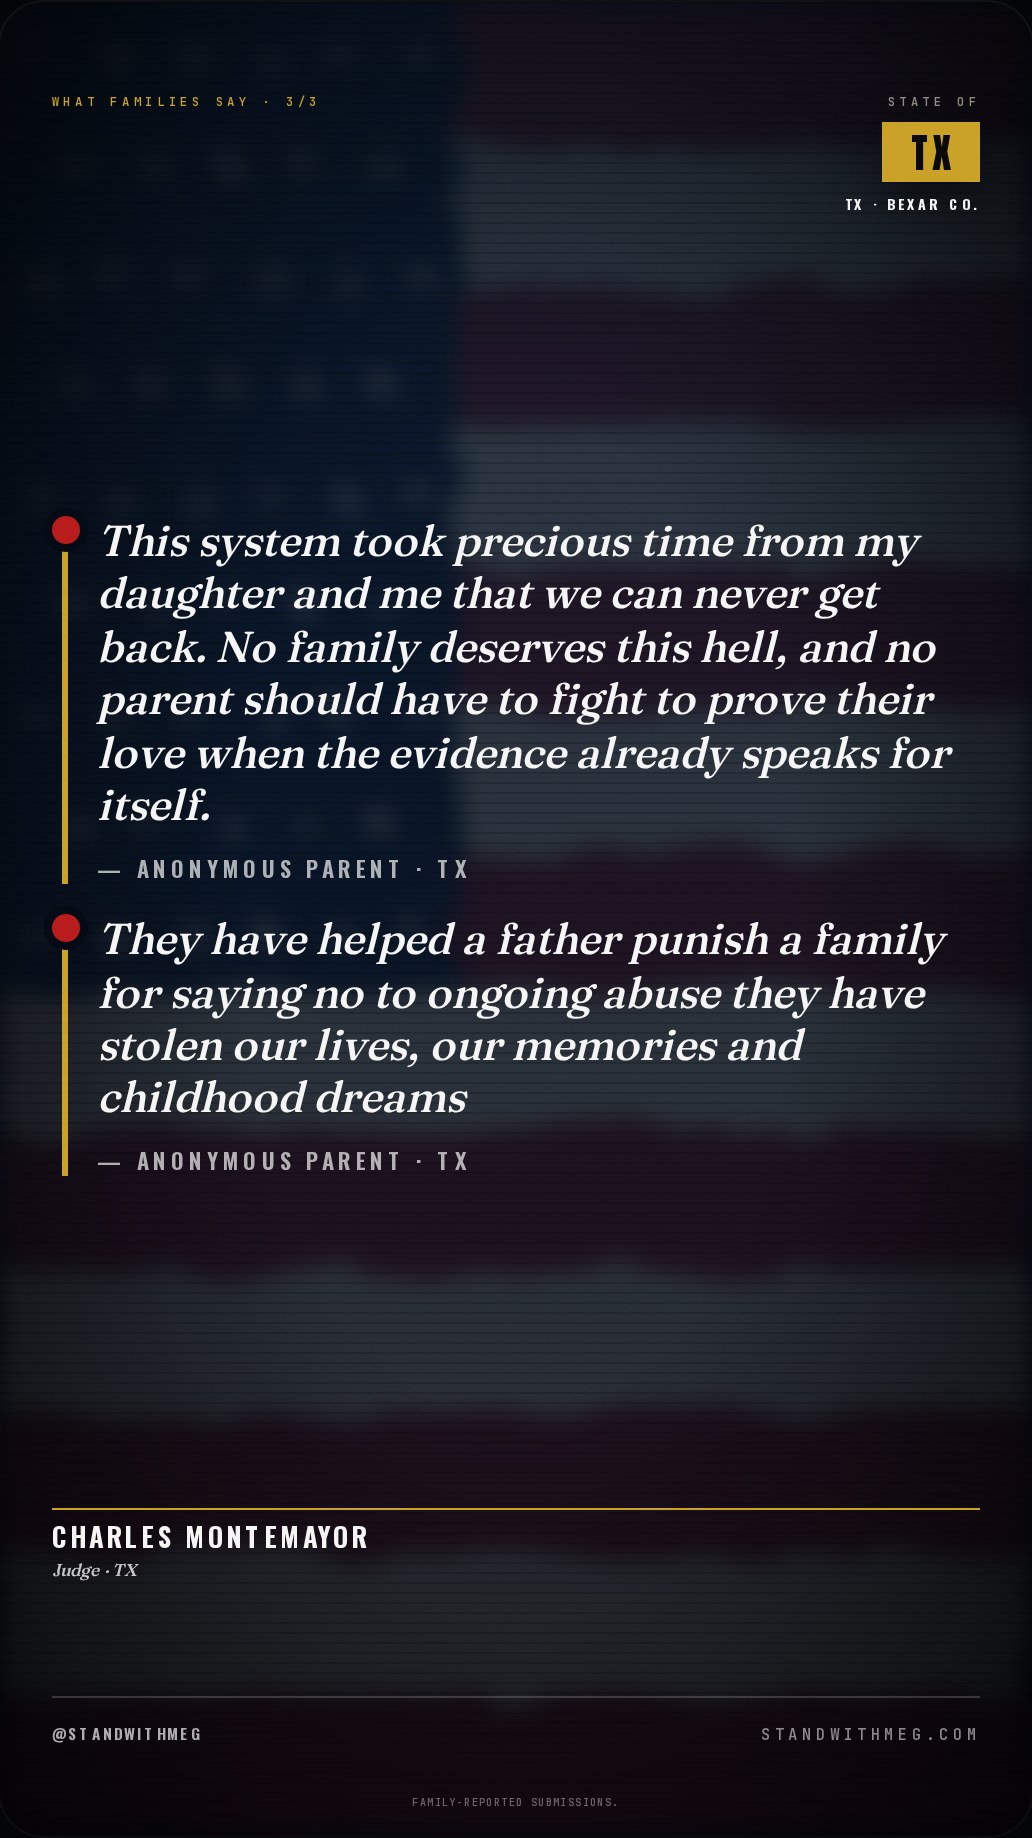 WHAT FAMILIES SAY · 3/3
STATE OF
TX
TX · BEXAR CO.
This system took precious time from my
daughter and me that we can never get
back. No family deserves this hell, and no
parent should have to fight to prove their
love when the evidence already speaks for
itself.
— ANONYMOUS PARENT · TX
They have helped a father punish a family
for saying no to ongoing abuse they have
stolen our lives, our memories and
childhood dreams
— ANONYMOUS PARENT · TX
CHARLES MONTEMAYOR
Judge · TX
@STANDWITHMEG
STANDWITHMEG.COM
FAMILY-REPORTED SUBMISSIONS.